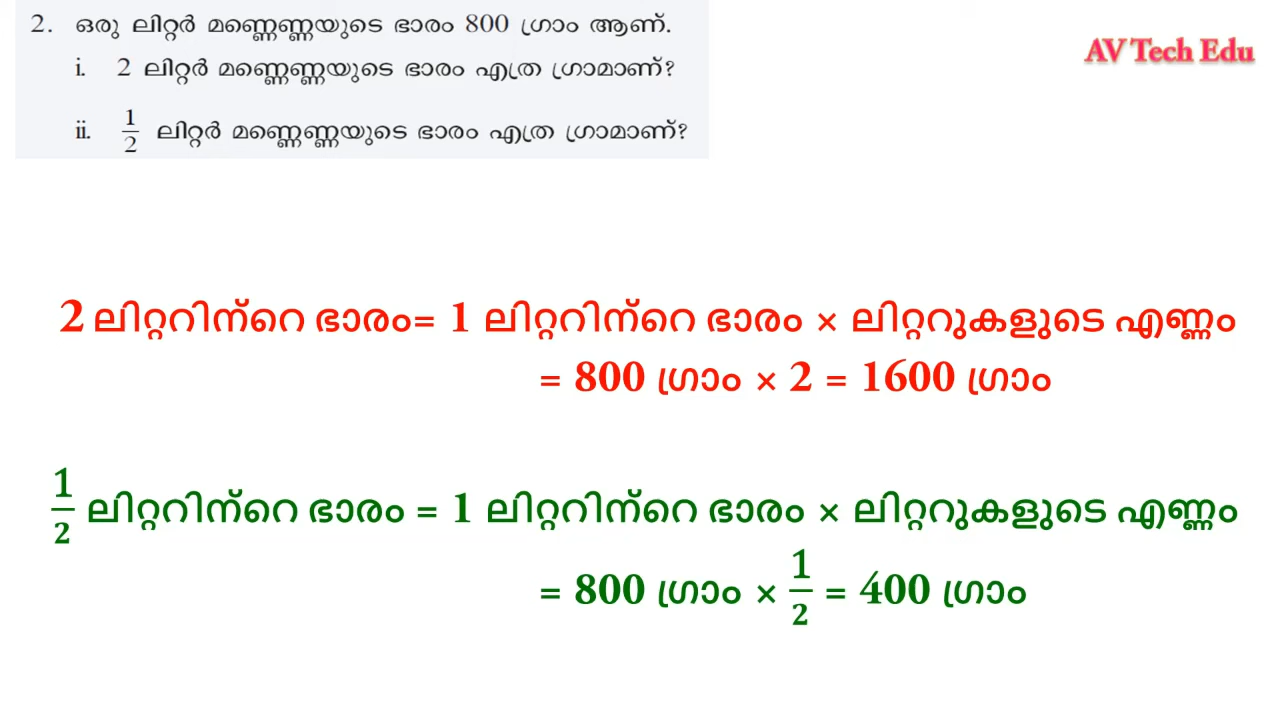 2. ഒരു ലിറ്റർ മണ്ണെണ്ണയുടെ ഭാരം 800 ഗ്രാം ആണ്.
AV Tech Edu
i. 2 ലിറ്റർ മണ്ണെണ്ണയുടെ ഭാരം എത്ര ഗ്രാമാണ്?
ii. 1/2 ലിറ്റർ മണ്ണെണ്ണയുടെ ഭാരം എത്ര ഗ്രാമാണ്?
2 ലിറ്ററിന്റെ ഭാരം= 1 ലിറ്ററിന്റെ ഭാരം × ലിറ്ററുകളുടെ എണ്ണം
= 800 ഗ്രാം × 2 = 1600 ഗ്രാം
1/2 ലിറ്ററിന്റെ ഭാരം = 1 ലിറ്ററിന്റെ ഭാരം × ലിറ്ററുകളുടെ എണ്ണം
= 800 ഗ്രാം × 1/2 = 400 ഗ്രാം